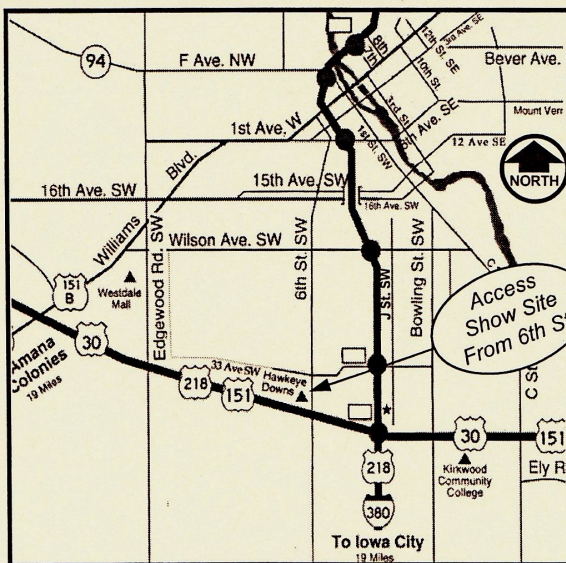 94
F Ave. NW
8th
7th
12th St. SE
3rd Ave. SE
10th St.
Bever Ave.
1st Ave. W
1st St. SW
3rd St.
8th Ave. SE
Mount Verr
12 Ave SE
NORTH
Williams Blvd.
16th Ave. SW
15th Ave. SW
16th Ave. SW
Edgewood Rd. SW
Wilson Ave. SW
6th St. SW
J St. SW
Bowling St. SW
C
151
B
Westdale
Mall
Access
Show Site
From 6th St
Amana
Colonies
19 Miles
30
218
151
33 Ave SW
Hawkeye
Downs
C St
30
151
218
Kirkwood
Community
College
Ely R
380
To Iowa City
19 Miles